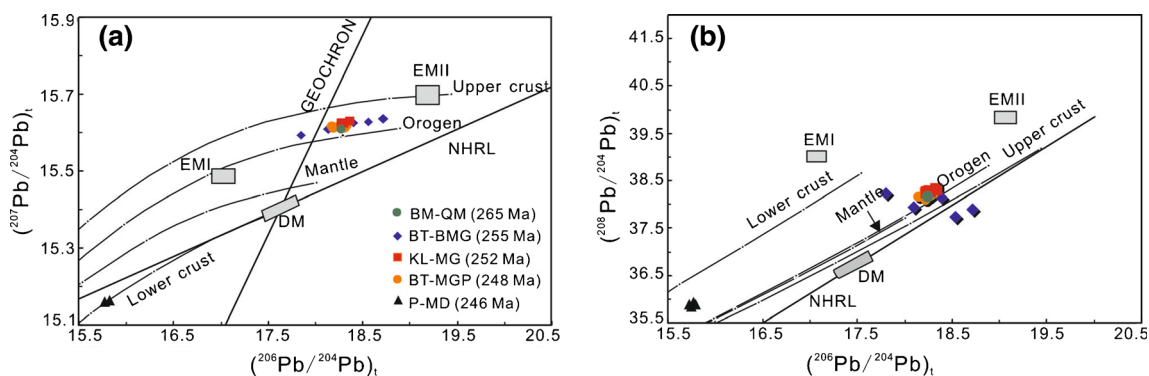 (a)
15.9
15.7
15.5
15.3
15.1
(²⁰⁷Pb/²⁰⁴Pb)ₜ
GEOCHRON
EMII
Upper crust
Orogen
NHRL
EMI
Mantle
DM
Lower crust
BM-QM (265 Ma)
BT-BMG (255 Ma)
KL-MG (252 Ma)
BT-MGP (248 Ma)
P-MD (246 Ma)
15.5 16.5 17.5 18.5 19.5 20.5
(²⁰⁶Pb/²⁰⁴Pb)ₜ
(b)
41.5
40.5
39.0
38.0
36.5
35.5
(²⁰⁸Pb/²⁰⁴Pb)ₜ
EMII
EMI
Upper crust
Orogen
Lower crust
Mantle
DM
NHRL
15.5 16.5 17.5 18.5 19.5 20.5
(²⁰⁶Pb/²⁰⁴Pb)ₜ